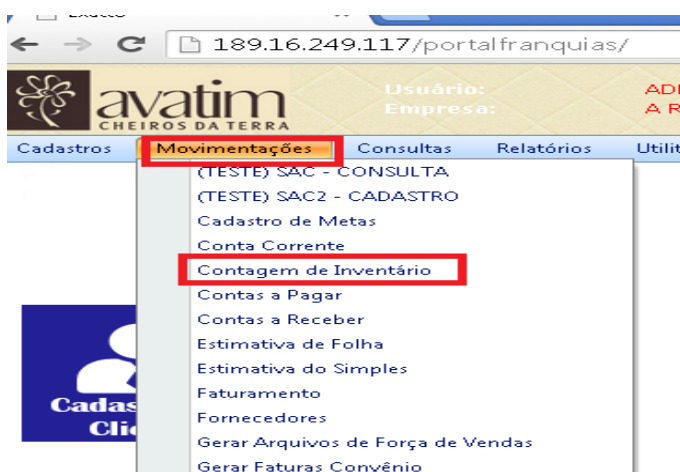 Exacto
189.16.249.117/portalfranquias/
avatim
CHEIROS DA TERRA
Usuário:
Empresa:
Cadastros Movimentações Consultas Relatórios
(TESTE) SAC - CONSULTA
(TESTE) SAC2 - CADASTRO
Cadastro de Metas
Conta Corrente
Contagem de Inventário
Contas a Pagar
Contas a Receber
Estimativa de Folha
Estimativa do Simples
Faturamento
Fornecedores
Gerar Arquivos de Força de Vendas
Gerar Faturas Convênio